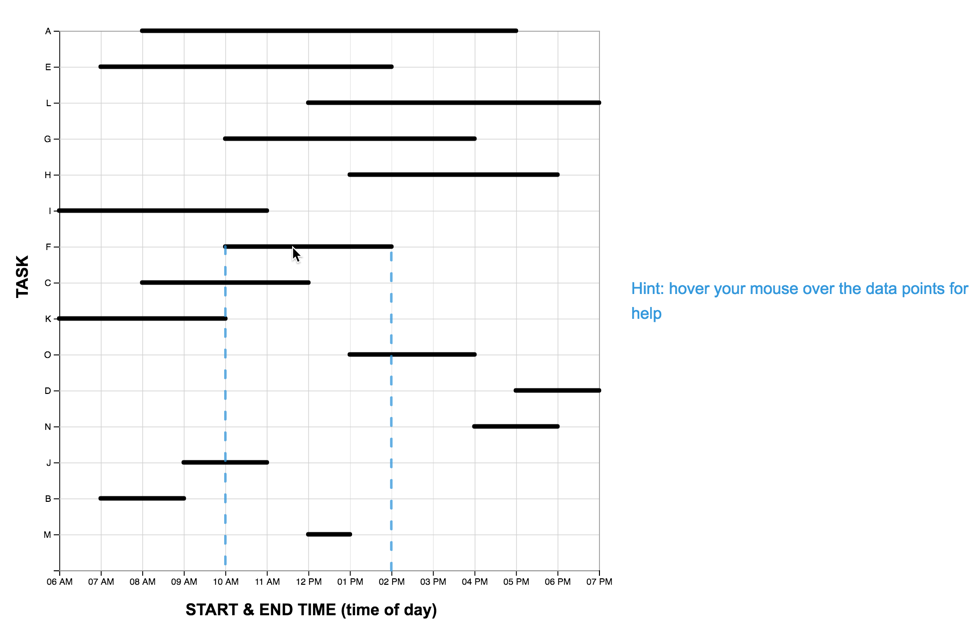 A
E
L
G
H
I
F
C
K
O
D
N
J
B
M
TASK
06 AM 07 AM 08 AM 09 AM 10 AM 11 AM 12 PM 01 PM 02 PM 03 PM 04 PM 05 PM 06 PM 07 PM
START & END TIME (time of day)
Hint: hover your mouse over the data points for
help